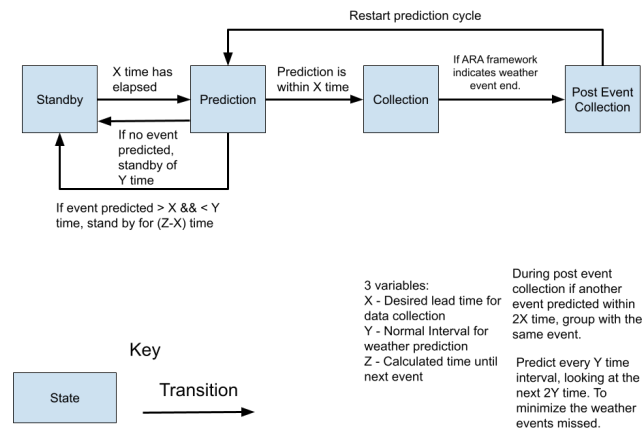 Restart prediction cycle
X time has
elapsed
Prediction is
within X time
If ARA framework
indicates weather
event end.
Standby
Prediction
Collection
Post Event
Collection
If no event
predicted,
standby of
Y time
If event predicted > X && < Y
time, stand by for (Z-X) time
3 variables:
X - Desired lead time for
data collection
Y - Normal Interval for
weather prediction
Z - Calculated time until
next event
During post event
collection if another
event predicted within
2X time, group with the
same event.
Predict every Y time
interval, looking at the
next 2Y time. To
minimize the weather
events missed.
Key
State
Transition